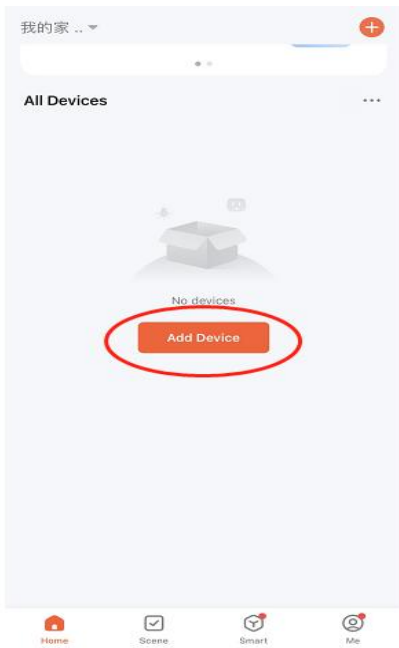 我的家 ..
All Devices
No devices
Add Device
Home
Scene
Smart
Me